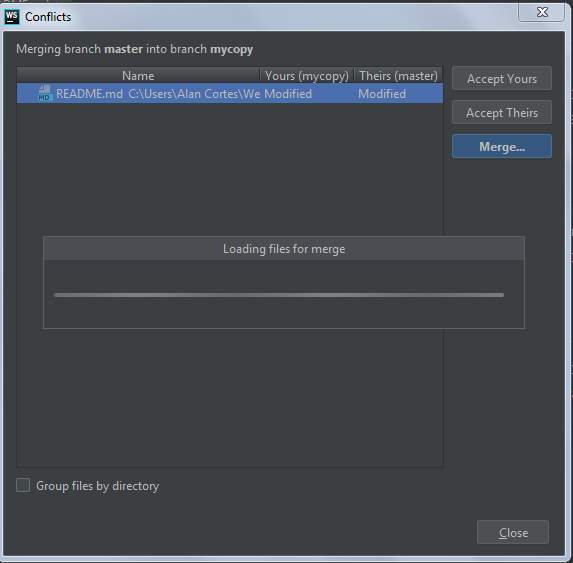 WS Conflicts
Merging branch master into branch mycopy
Name Yours (mycopy) Theirs (master)
MD README.md C:\Users\Alan Cortes\We Modified Modified
Accept Yours
Accept Theirs
Merge...
Loading files for merge
Group files by directory
Close